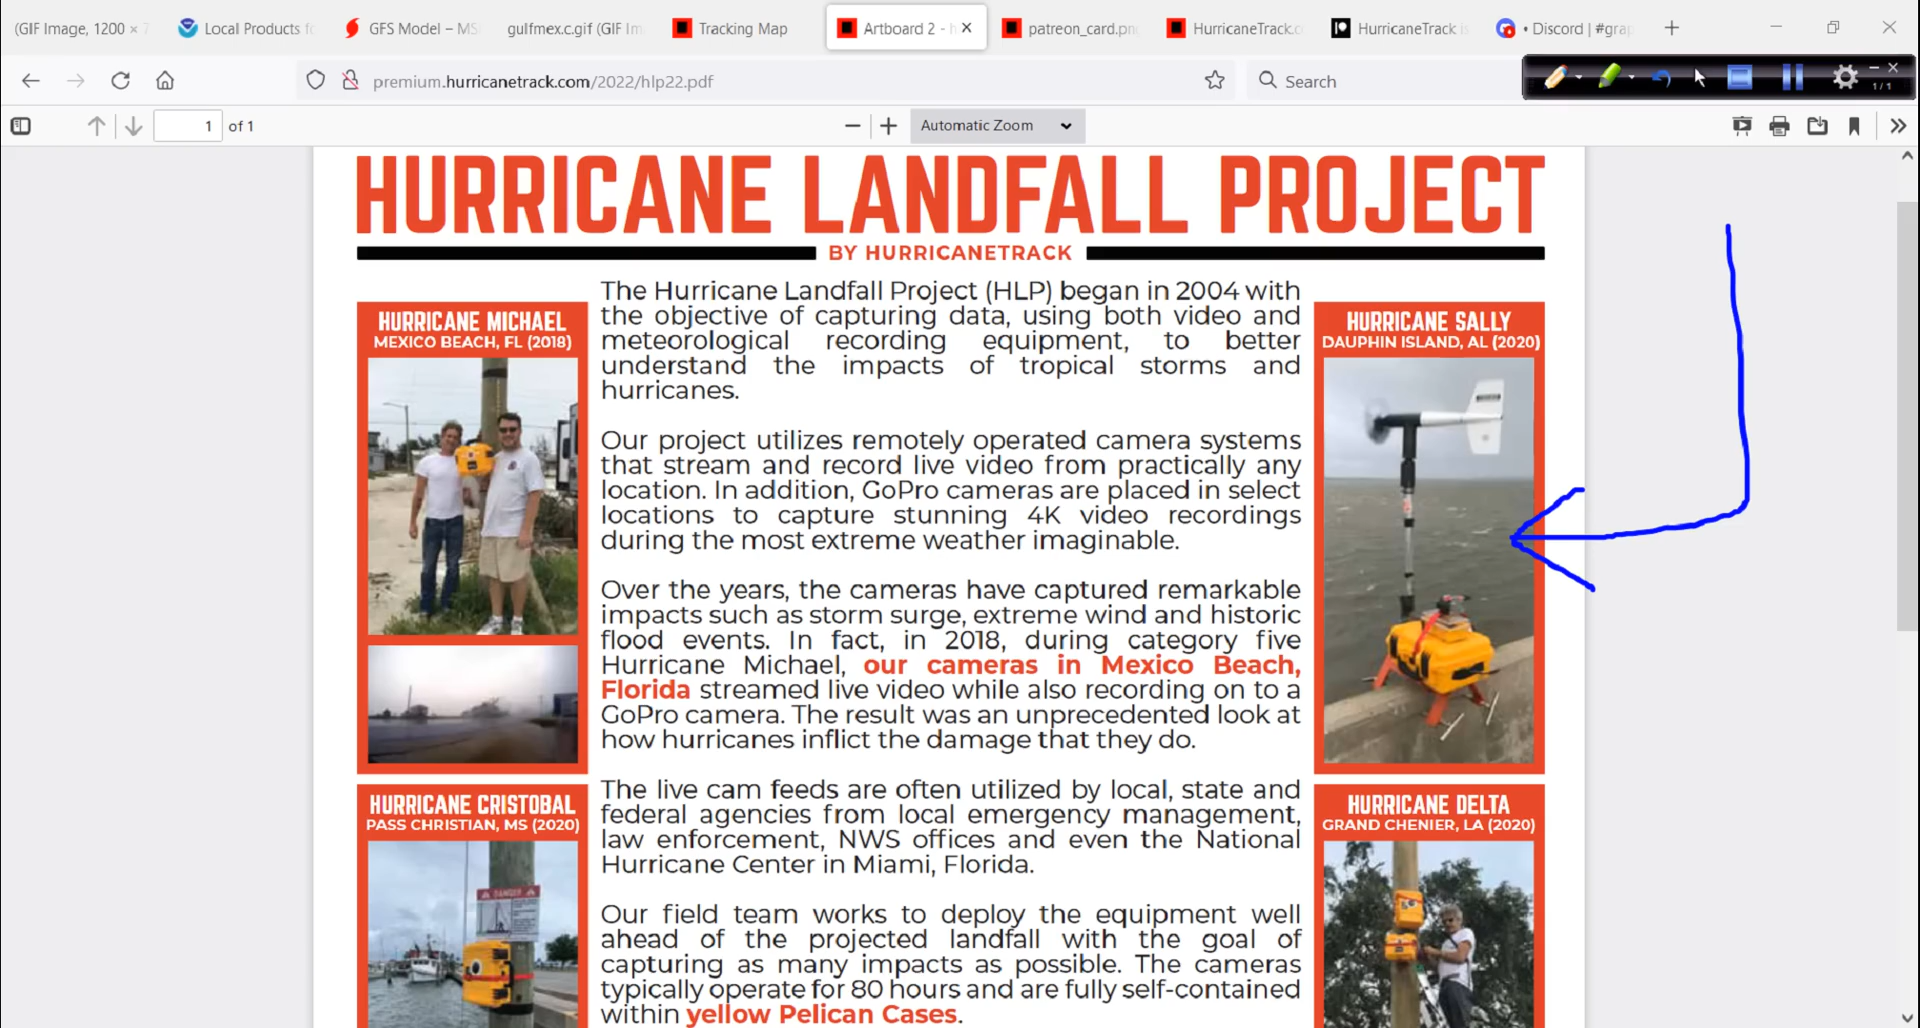 (GIF Image, 1200 × 7
Local Products fo
GFS Model – MS
gulfmex.c.gif (GIF Im
Tracking Map
Artboard 2 - h
patreon_card.pn
HurricaneTrack.c
HurricaneTrack is
• Discord | #grap
premium.hurricanetrack.com/2022/hlp22.pdf
Search
1/1
1 of 1
Automatic Zoom
HURRICANE LANDFALL PROJECT
BY HURRICANETRACK
HURRICANE MICHAEL
MEXICO BEACH, FL (2018)
HURRICANE CRISTOBAL
PASS CHRISTIAN, MS (2020)
DANGER
The Hurricane Landfall Project (HLP) began in 2004 with
the objective of capturing data, using both video and
meteorological recording equipment, to better
understand the impacts of tropical storms and
hurricanes.
Our project utilizes remotely operated camera systems
that stream and record live video from practically any
location. In addition, GoPro cameras are placed in select
locations to capture stunning 4K video recordings
during the most extreme weather imaginable.
Over the years, the cameras have captured remarkable
impacts such as storm surge, extreme wind and historic
flood events. In fact, in 2018, during category five
Hurricane Michael, our cameras in Mexico Beach,
Florida streamed live video while also recording on to a
GoPro camera. The result was an unprecedented look at
how hurricanes inflict the damage that they do.
The live cam feeds are often utilized by local, state and
federal agencies from local emergency management,
law enforcement, NWS offices and even the National
Hurricane Center in Miami, Florida.
Our field team works to deploy the equipment well
ahead of the projected landfall with the goal of
capturing as many impacts as possible. The cameras
typically operate for 80 hours and are fully self-contained
within yellow Pelican Cases.
HURRICANE SALLY
DAUPHIN ISLAND, AL (2020)
HURRICANE DELTA
GRAND CHENIER, LA (2020)